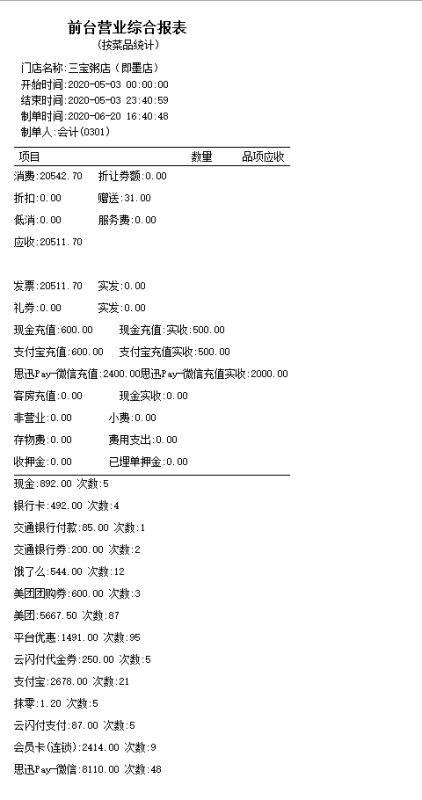 前台营业综合报表
(按菜品统计)
门店名称:三宝粥店（即墨店）
开始时间:2020-05-03 00:00:00
结束时间:2020-05-03 23:40:59
制单时间:2020-06-20 16:40:48
制单人:会计(0301)
项目 数量 品项应收
消费:20542.70 折让券额:0.00
折扣:0.00 赠送:31.00
低消:0.00 服务费:0.00
应收:20511.70
发票:20511.70 实发:0.00
礼券:0.00 实发:0.00
现金充值:600.00 现金充值:实收:500.00
支付宝充值:600.00 支付宝充值实收:500.00
思迅Pay-微信充值:2400.00思迅Pay-微信充值实收:2000.00
客房充值:0.00 现金实收:0.00
非营业:0.00 小费:0.00
存物费:0.00 费用支出:0.00
收押金:0.00 已埋单押金:0.00
现金:892.00 次数:5
银行卡:492.00 次数:4
交通银行付款:85.00 次数:1
交通银行券:200.00 次数:2
饿了么:544.00 次数:12
美团团购券:600.00 次数:3
美团:5667.50 次数:87
平台优惠:1491.00 次数:95
云闪付代金券:250.00 次数:5
支付宝:2678.00 次数:21
抹零:1.20 次数:5
云闪付支付:87.00 次数:5
会员卡(连锁):2414.00 次数:9
思迅Pay-微信:8110.00 次数:48